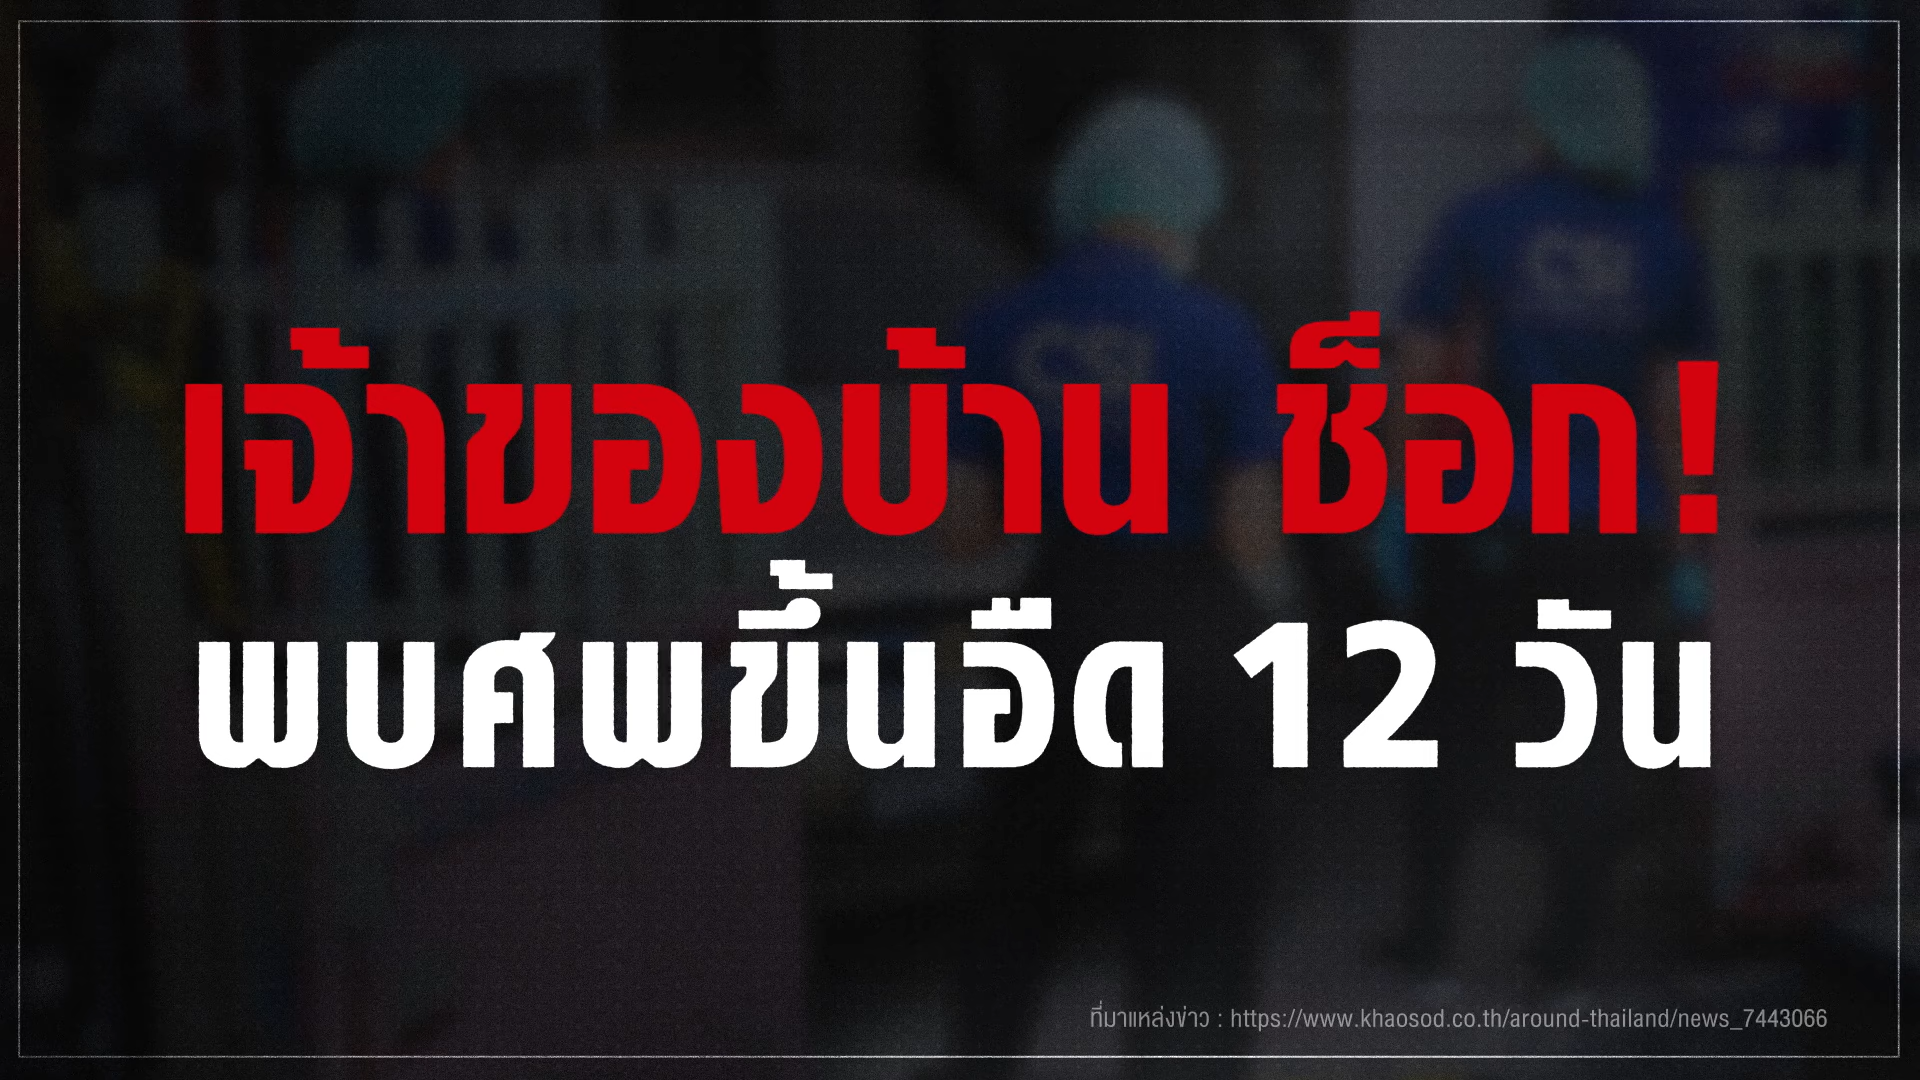 เจ้าของบ้าน ช็อก!
พบศพขึ้นอืด 12 วัน
ที่มาแหล่งข่าว : https://www.khaosod.co.th/around-thailand/news_7443066